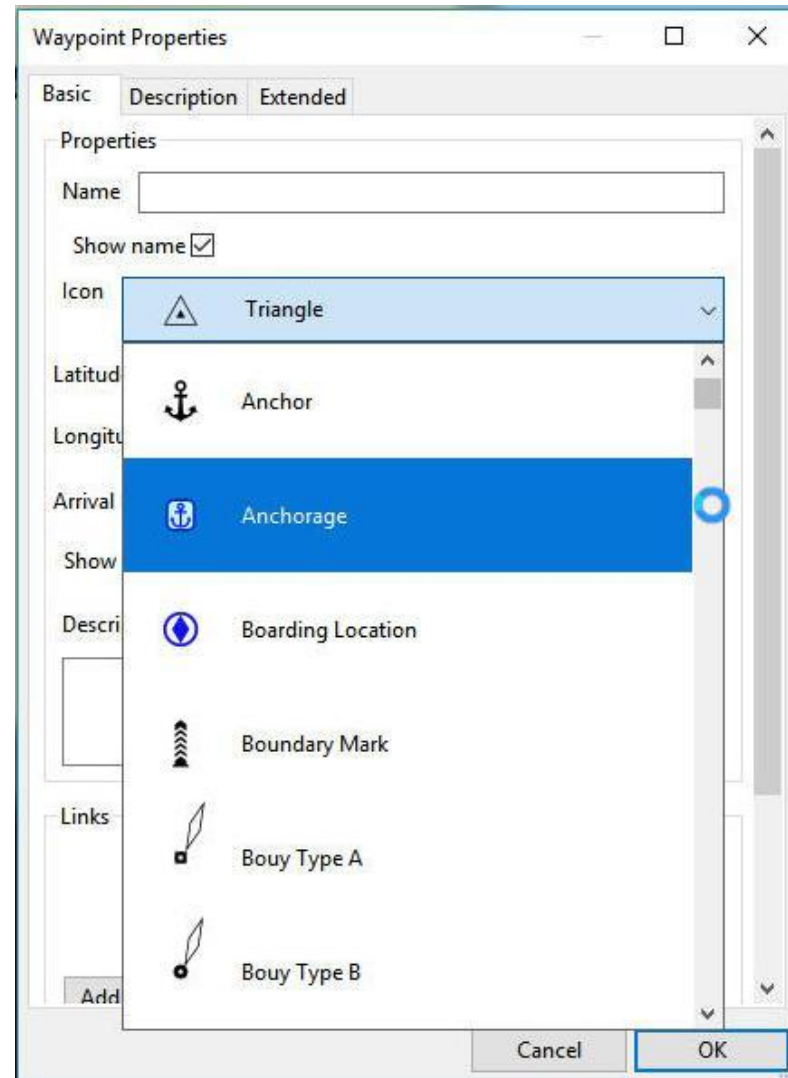 Waypoint Properties
Basic Description Extended
Properties
Name
Show name
Icon
Triangle
Latitud
Anchor
Longitu
Arrival
Anchorage
Show
Descri
Boarding Location
Boundary Mark
Links
Bouy Type A
Bouy Type B
Add
Cancel OK